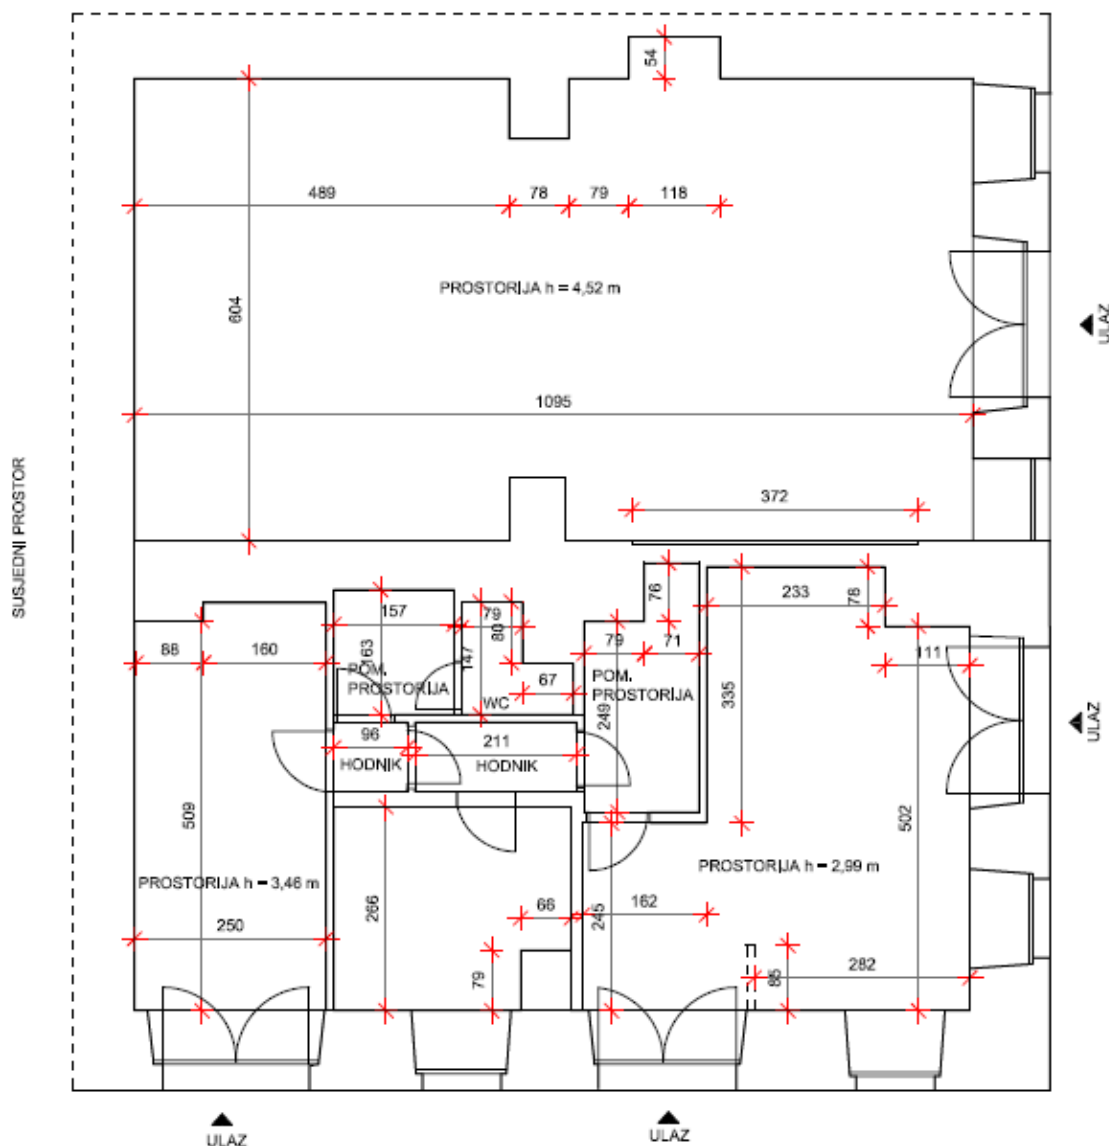 54
489
78
79
118
PROSTORIJA h = 4,52 m
604
ULAZ
1095
SUSJEDNI PROSTOR
372
157
79
80
76
233
78
163
147
79
71
88
160
111
POM.
PROSTORIJA
67
WC
POM.
PROSTORIJA
249
335
ULAZ
96
211
HODNIK
HODNIK
509
502
PROSTORIJA h = 3,46 m
PROSTORIJA h = 2,99 m
266
66
245
162
250
79
85
282
ULAZ
ULAZ